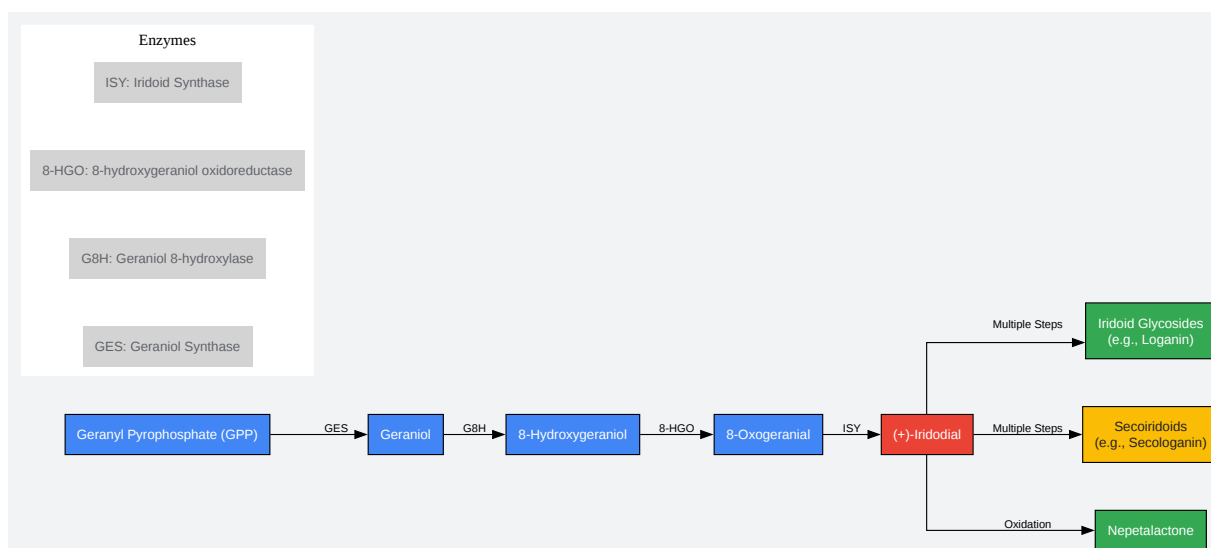 Enzymes
ISY: Iridoid Synthase
8-HGO: 8-hydroxygeraniol oxidoreductase
G8H: Geraniol 8-hydroxylase
GES: Geraniol Synthase
Geranyl Pyrophosphate (GPP)
GES
Geraniol
G8H
8-Hydroxygeraniol
8-HGO
8-Oxogeranial
ISY
(+)-Iridodial
Multiple Steps
Iridoid Glycosides
(e.g., Loganin)
Multiple Steps
Secoiridoids
(e.g., Secologanin)
Oxidation
Nepetalactone